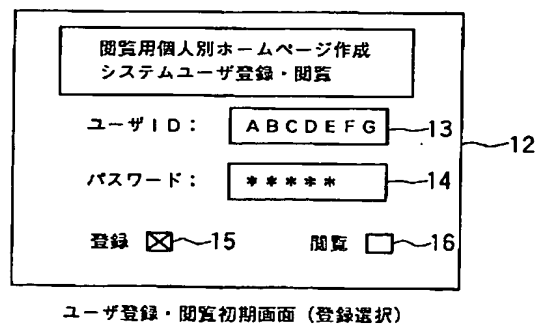 閲覧用個人別ホームページ作成
システムユーザ登録・閲覧
ユーザID： ABCDEFG 13
12
パスワード： ***** 14
登録 15 閲覧 16
ユーザ登録・閲覧初期画面（登録選択）